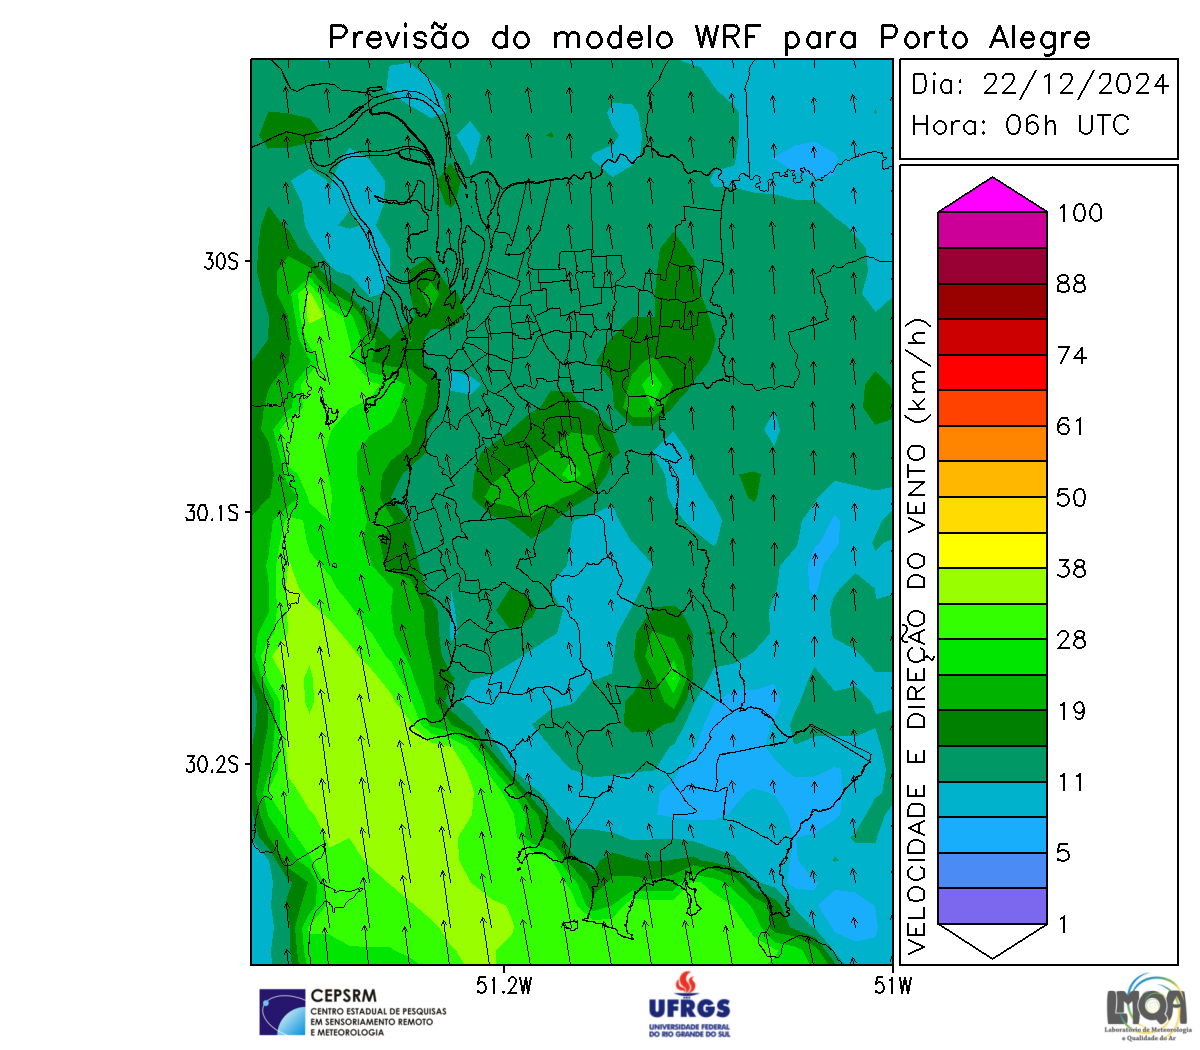 Previsão do modelo WRF para Porto Alegre
Dia: 22/12/2024
Hora: 06h UTC
30S
30.1S
30.2S
51.2W
51W
VELOCIDADE E DIREÇÃO DO VENTO (km/h)
100
88
74
61
50
38
28
19
11
5
1
CEPSRM
CENTRO ESTADUAL DE PESQUISAS
EM SENSORIAMENTO REMOTO
E METEOROLOGIA
UFRGS
UNIVERSIDADE FEDERAL
DO RIO GRANDE DO SUL
LMQA
Laboratório de Meteorologia
e Qualidade do Ar